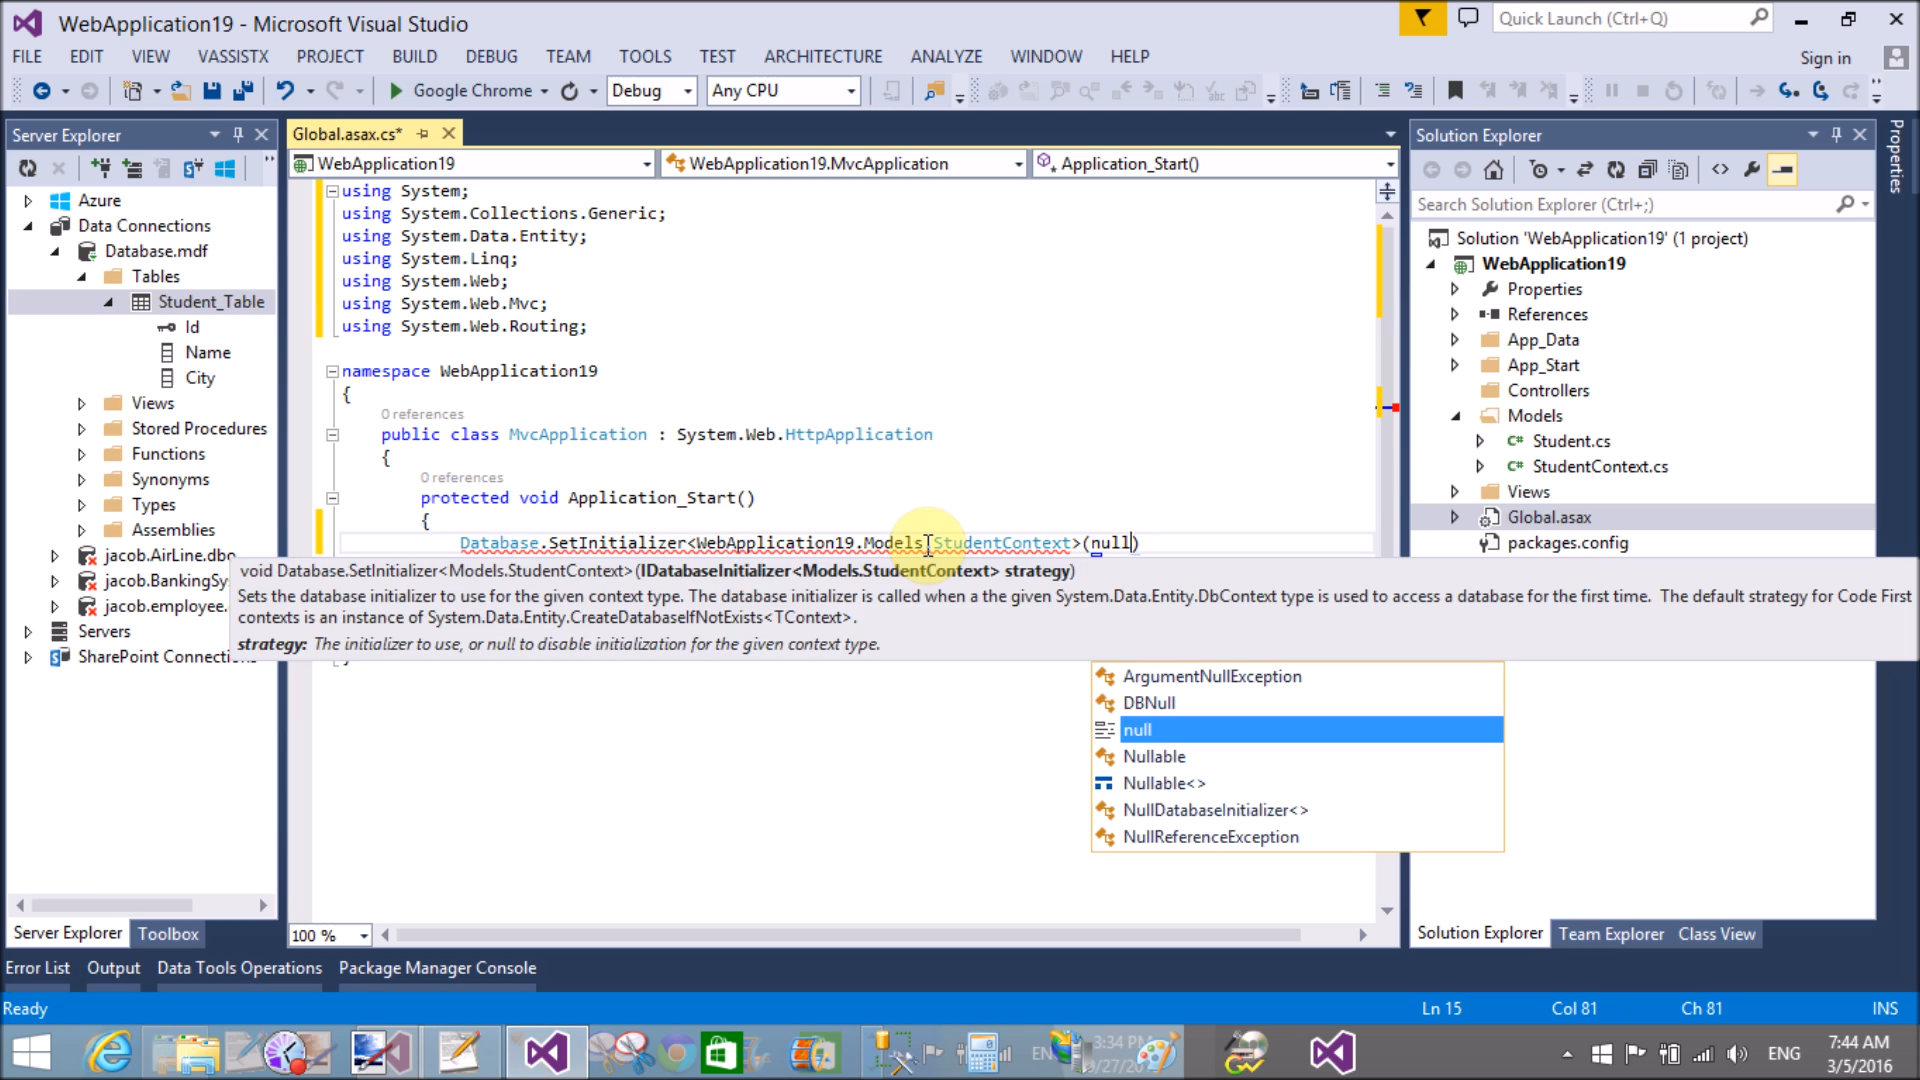 WebApplication19 - Microsoft Visual Studio
Quick Launch (Ctrl+Q)
FILE EDIT VIEW VASSISTX PROJECT BUILD DEBUG TEAM TOOLS TEST ARCHITECTURE ANALYZE WINDOW HELP
Sign in
Google Chrome Debug Any CPU
Server Explorer
Azure
Data Connections
Database.mdf
Tables
Student_Table
Id
Name
City
Views
Stored Procedures
Functions
Synonyms
Types
Assemblies
jacob.AirLine.dbo
jacob.BankingSy
jacob.employee.
Servers
SharePoint Connections
Server Explorer Toolbox
Global.asax.cs*
WebApplication19 WebApplication19.MvcApplication Application_Start()
using System;
using System.Collections.Generic;
using System.Data.Entity;
using System.Linq;
using System.Web;
using System.Web.Mvc;
using System.Web.Routing;
namespace WebApplication19
{
0 references
public class MvcApplication : System.Web.HttpApplication
{
0 references
protected void Application_Start()
{
Database.SetInitializer<WebApplication19.Models.StudentContext>(null)
void Database.SetInitializer<Models.StudentContext>(IDatabaseInitializer<Models.StudentContext> strategy)
Sets the database initializer to use for the given context type. The database initializer is called when a the given System.Data.Entity.DbContext type is used to access a database for the first time. The default strategy for Code First
contexts is an instance of System.Data.Entity.CreateDatabaseIfNotExists<TContext>.
strategy: The initializer to use, or null to disable initialization for the given context type.
ArgumentNullException
DBNull
null
Nullable
Nullable<>
NullDatabaseInitializer<>
NullReferenceException
100 %
Solution Explorer
Search Solution Explorer (Ctrl+;)
Solution 'WebApplication19' (1 project)
WebApplication19
Properties
References
App_Data
App_Start
Controllers
Models
Student.cs
StudentContext.cs
Views
Global.asax
packages.config
Solution Explorer Team Explorer Class View
Properties
Error List Output Data Tools Operations Package Manager Console
Ready
Ln 15 Col 81 Ch 81 INS
EN 3:34 PM
ENG
7:44 AM
3/5/2016